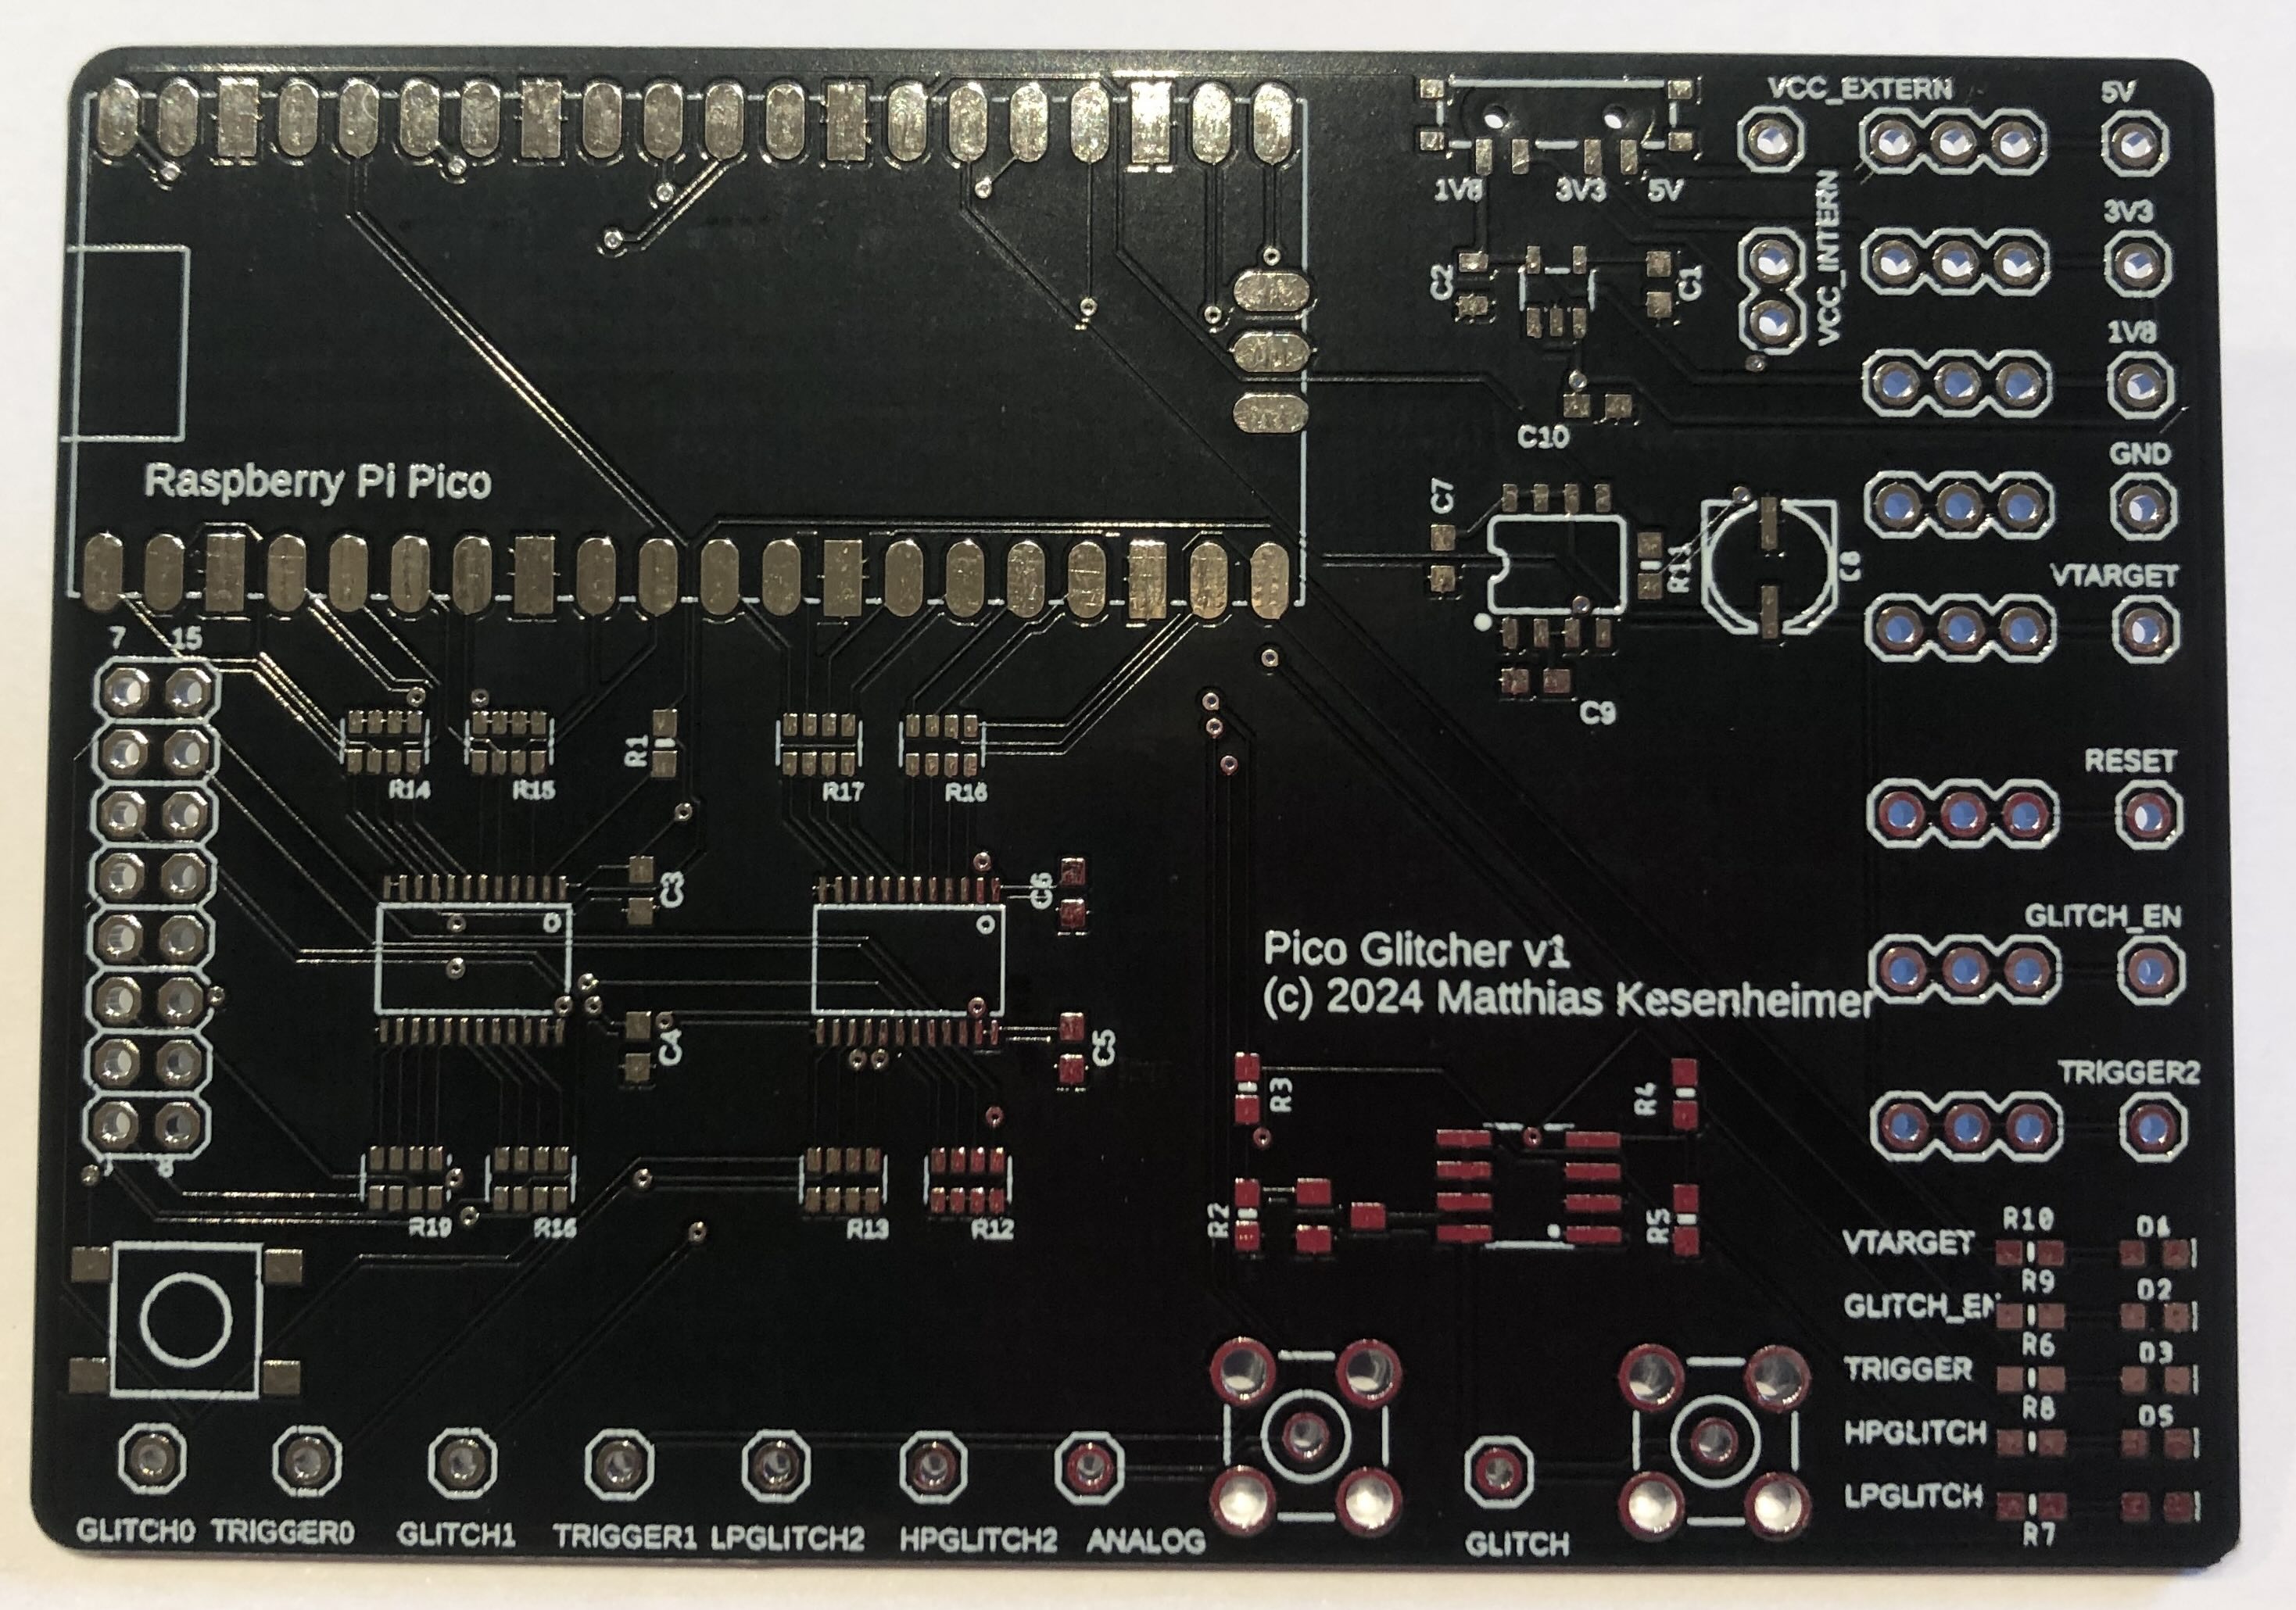 VCC_EXTERN
5V
1V8
3V3
5V
VCC_INTERN
3V3
C2
C1
1V8
C10
GND
Raspberry Pi Pico
C7
R11
C8
VTARGET
7
15
C9
R14
R15
R1
R17
R18
RESET
C3
C6
GLITCH_EN
Pico Glitcher v1
(c) 2024 Matthias Kesenheimer
C4
C5
TRIGGER2
R3
R4
8
R19
R16
R13
R12
R2
R5
VTARGET
R10
D1
GLITCH_EN
R9
D2
TRIGGER
R6
D3
HPGLITCH
R8
D5
LPGLITCH
R7
GLITCH0
TRIGGER0
GLITCH1
TRIGGER1
LPGLITCH2
HPGLITCH2
ANALOG
GLITCH